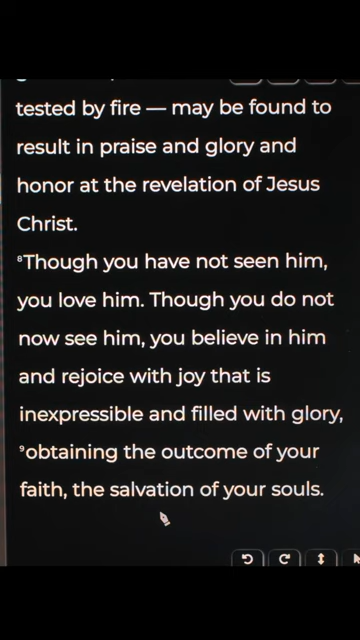 tested by fire — may be found to
result in praise and glory and
honor at the revelation of Jesus
Christ.
⁸Though you have not seen him,
you love him. Though you do not
now see him, you believe in him
and rejoice with joy that is
inexpressible and filled with glory,
⁹obtaining the outcome of your
faith, the salvation of your souls.